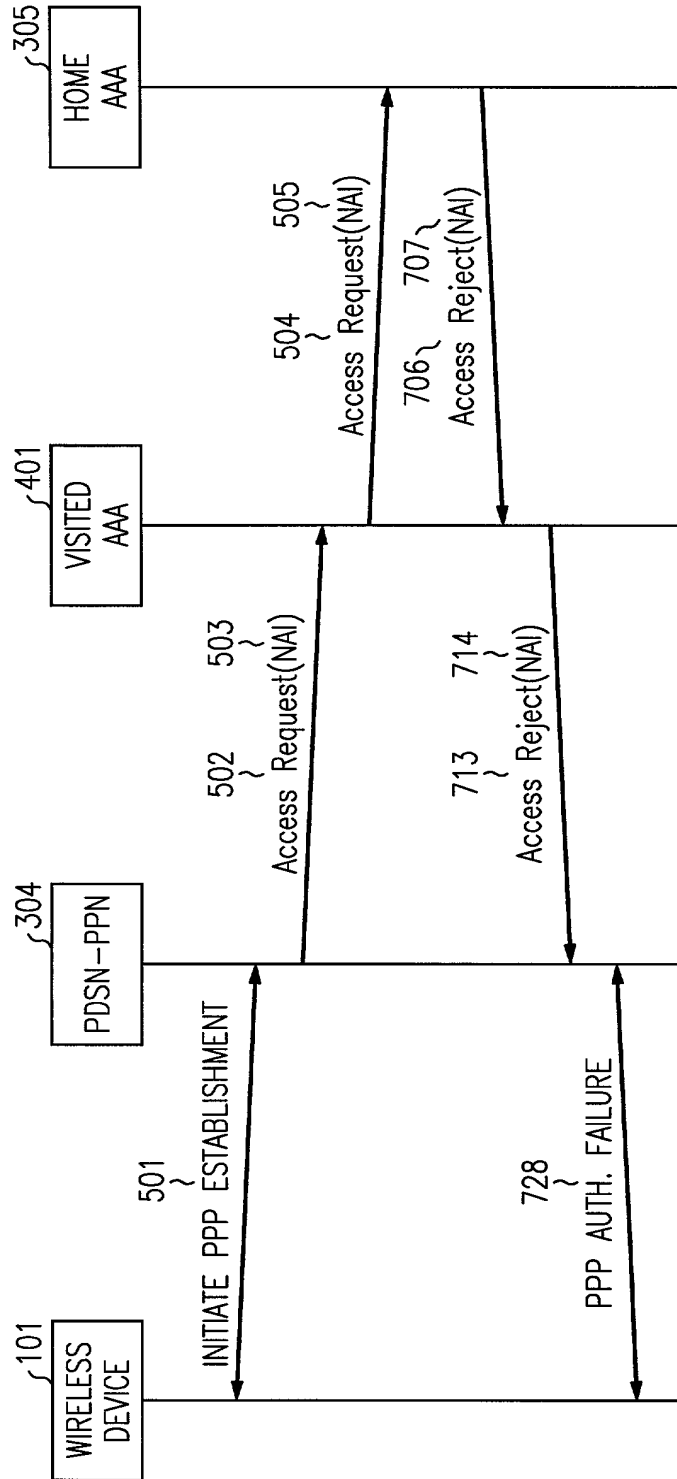 101
WIRELESS
DEVICE
304
PDSN-PPN
401
VISITED
AAA
305
HOME
AAA
501
INITIATE PPP ESTABLISHMENT
502 503
Access Request(NAI)
504 505
Access Request(NAI)
706 707
Access Reject(NAI)
713 714
Access Reject(NAI)
728
PPP AUTH. FAILURE